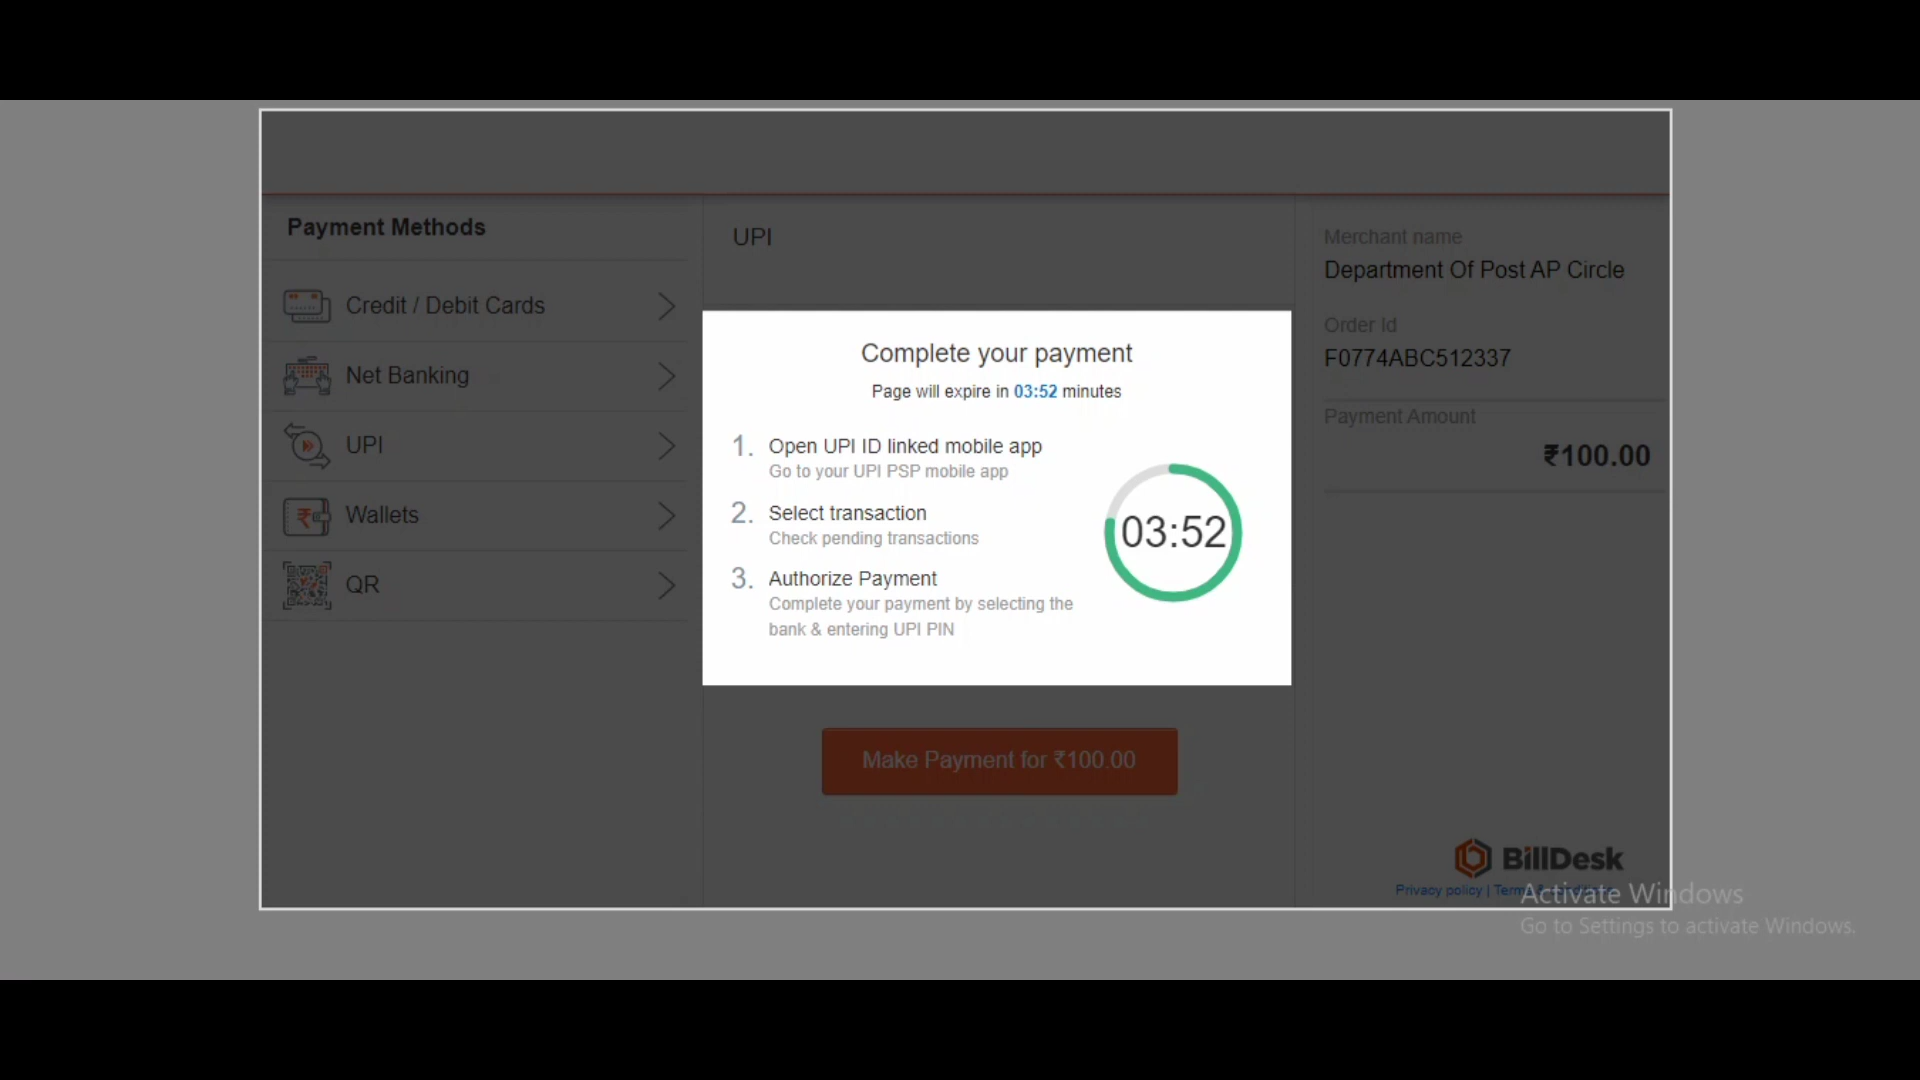 Payment Methods
Credit / Debit Cards
Net Banking
UPI
Wallets
QR
UPI
Complete your payment
Page will expire in 03:52 minutes
1. Open UPI ID linked mobile app
Go to your UPI PSP mobile app
2. Select transaction
Check pending transactions
3. Authorize Payment
Complete your payment by selecting the
bank & entering UPI PIN
03:52
Make Payment for ₹100.00
Merchant name
Department Of Post AP Circle
Order Id
F0774ABC512337
Payment Amount
₹100.00
BillDesk
Privacy policy |
Activate Windows
Go to Settings to activate Windows.